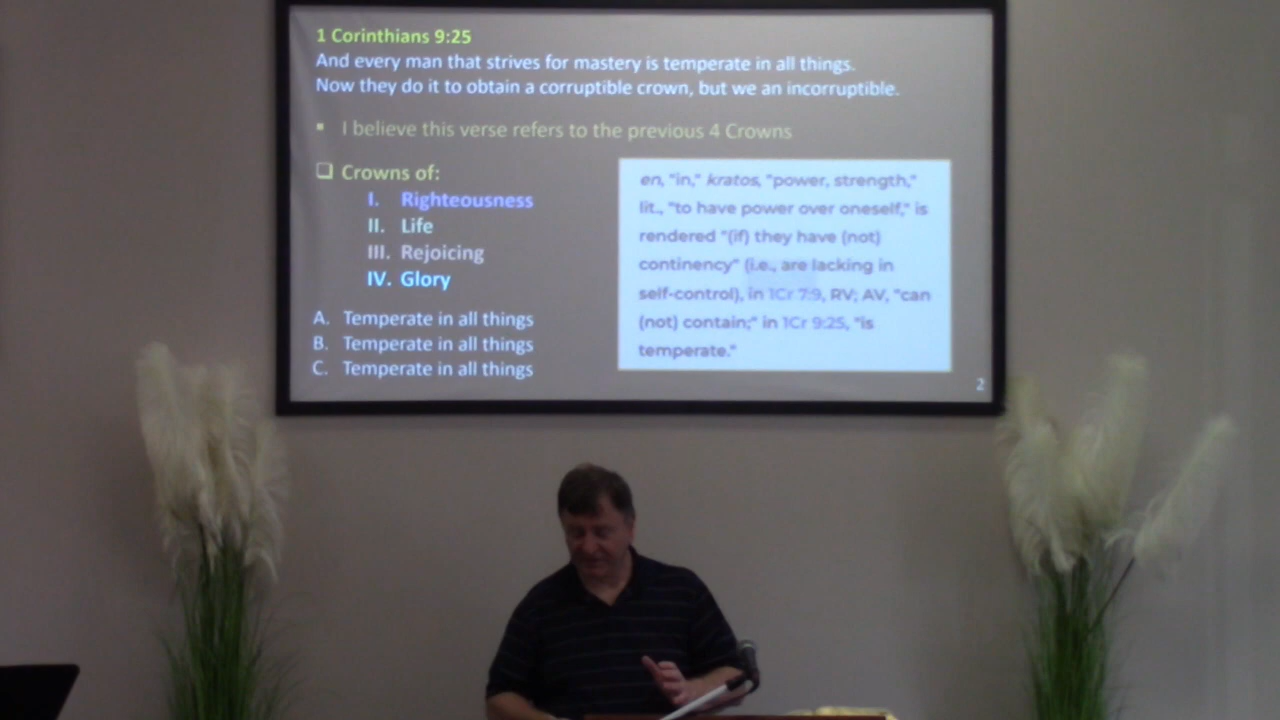 1 Corinthians 9:25
And every man that strives for mastery is temperate in all things.
Now they do it to obtain a corruptible crown, but we an incorruptible.
▪ I believe this verse refers to the previous 4 Crowns
❑ Crowns of:
I. Righteousness
II. Life
III. Rejoicing
IV. Glory
A. Temperate in all things
B. Temperate in all things
C. Temperate in all things
en, "in," kratos, "power, strength,"
lit., "to have power over oneself," is
rendered "(if) they have (not)
continency" (i.e., are lacking in
self-control), in 1Cr 7:9, RV; AV, "can
(not) contain;" in 1Cr 9:25, "is
temperate."
2